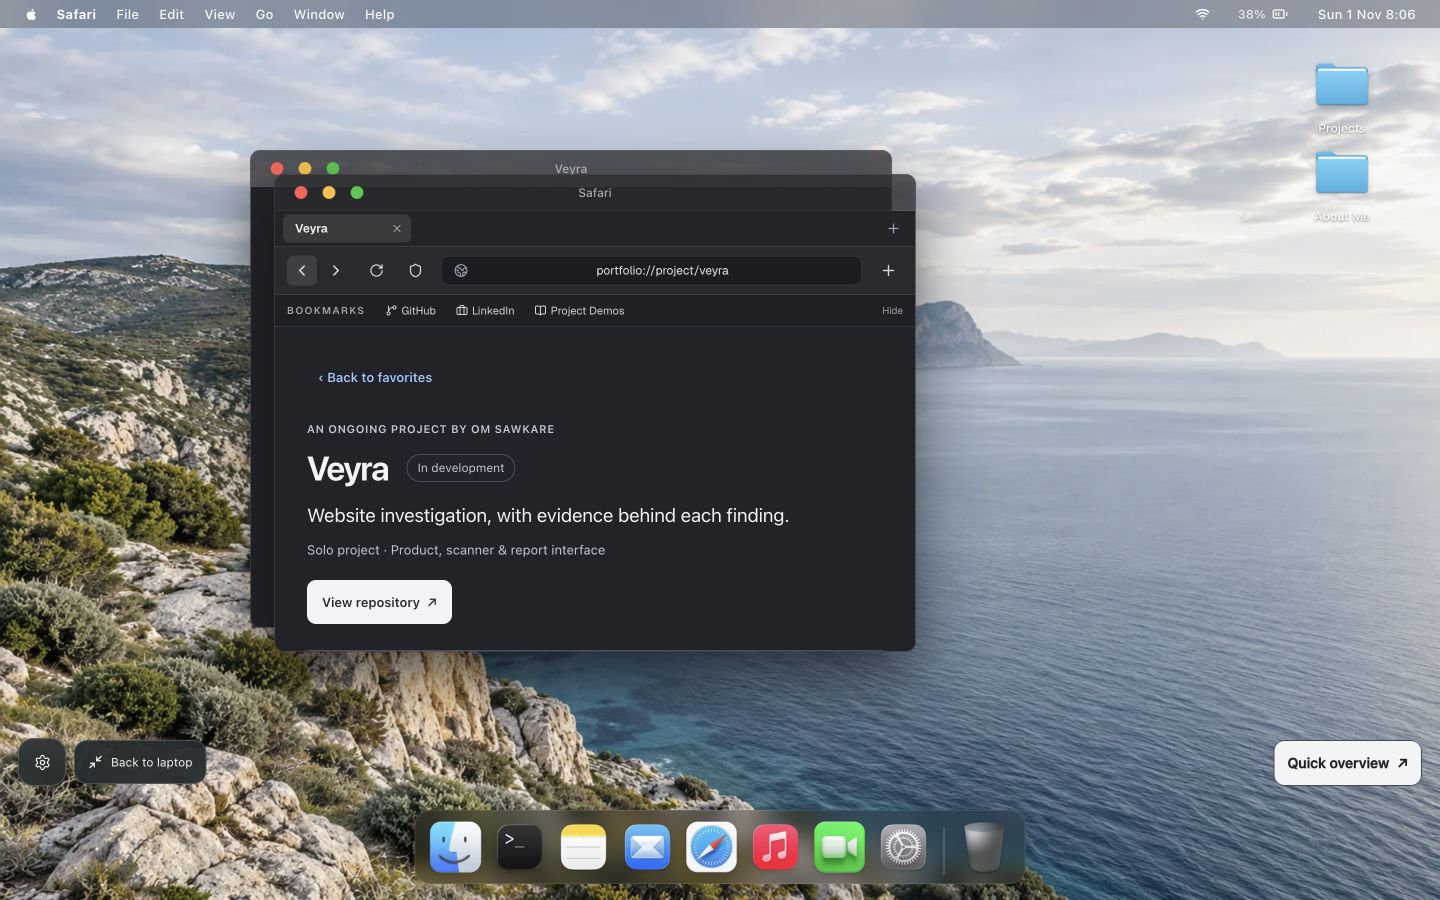 Safari File Edit View Go Window Help 38% Sun 1 Nov 8:06
Projects
About Me
Veyra
Safari
Veyra
portfolio://project/veyra
BOOKMARKS GitHub LinkedIn Project Demos Hide
‹ Back to favorites
AN ONGOING PROJECT BY OM SAWKARE
Veyra In development
Website investigation, with evidence behind each finding.
Solo project · Product, scanner & report interface
View repository ↗
Back to laptop
Quick overview ↗
>_